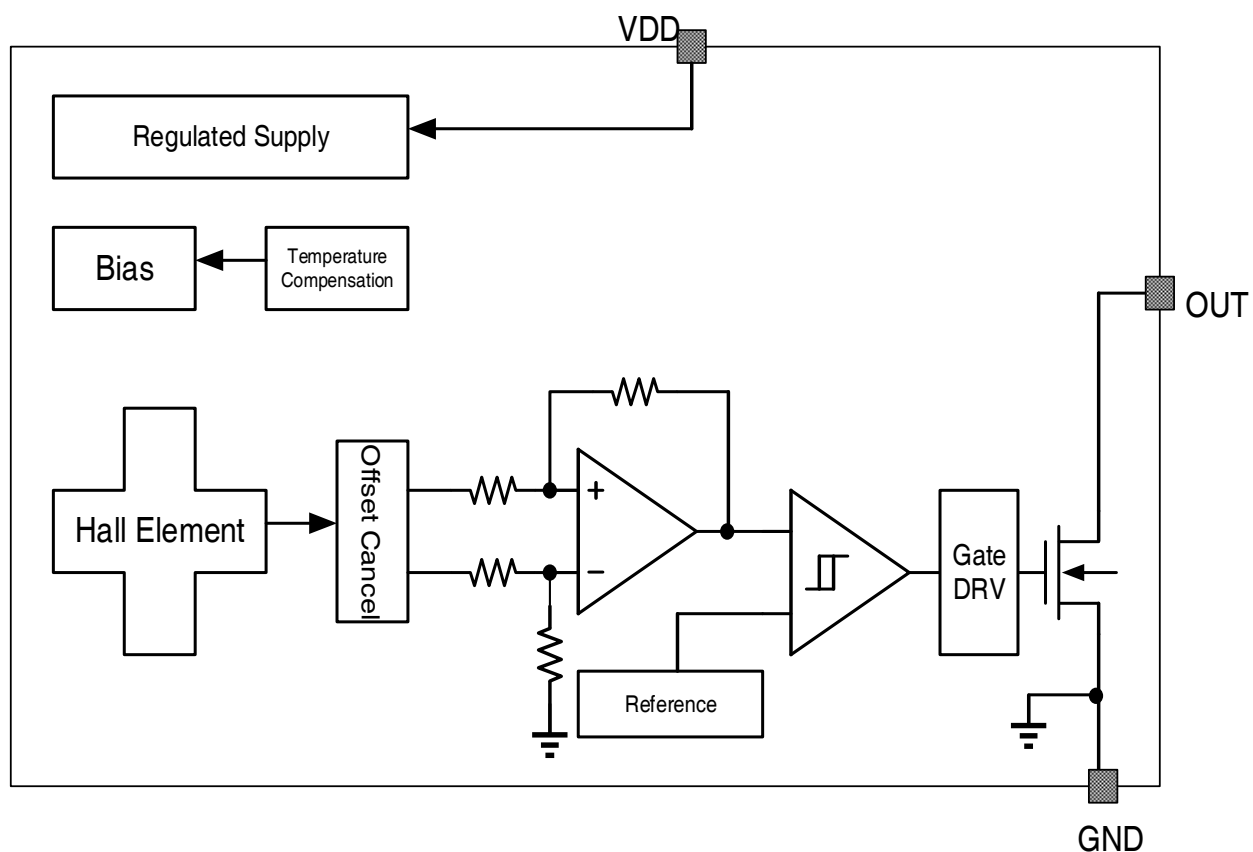 VDD
Regulated Supply
Bias
Temperature
Compensation
OUT
Hall Element
Offset Cancel
+
−
Gate
DRV
Reference
GND